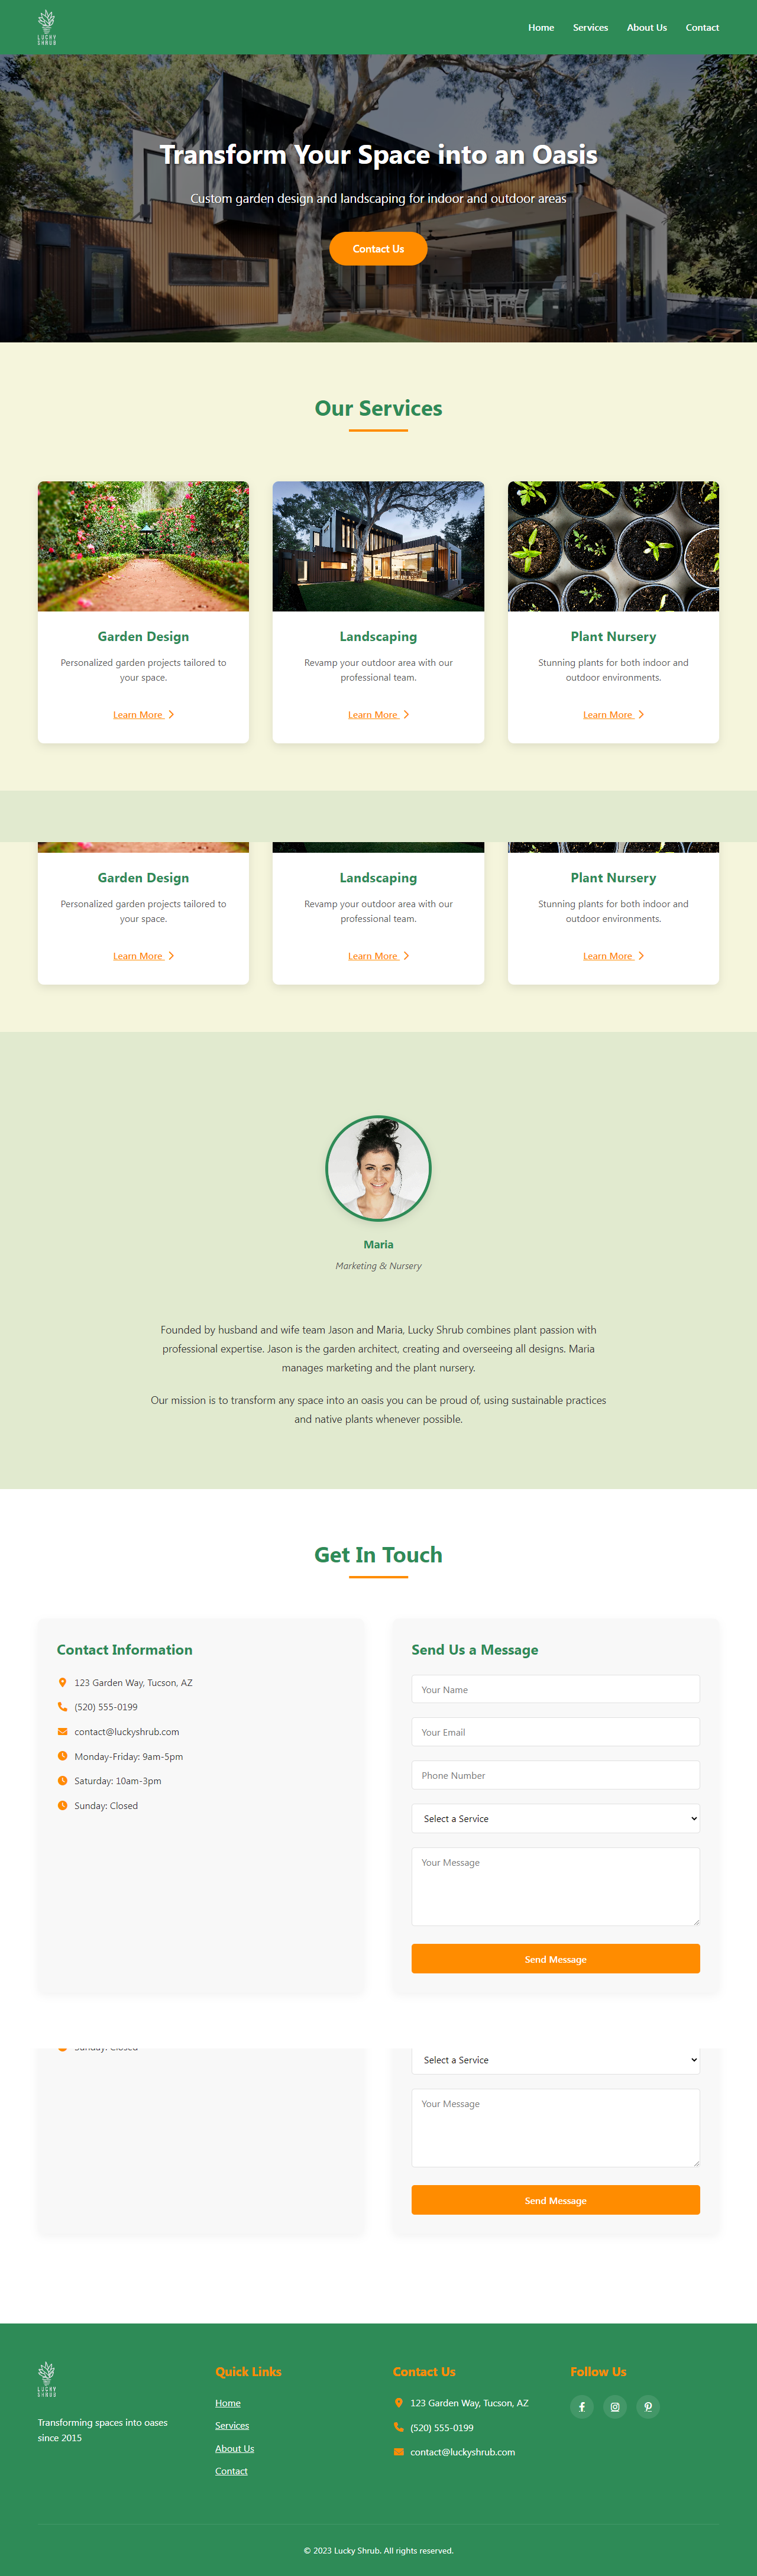 LUCKY
SHRUB
Home Services About Us Contact
Transform Your Space into an Oasis
Custom garden design and landscaping for indoor and outdoor areas
Contact Us
Our Services
Garden Design
Personalized garden projects tailored to
your space.
Learn More
Landscaping
Revamp your outdoor area with our
professional team.
Learn More
Plant Nursery
Stunning plants for both indoor and
outdoor environments.
Learn More
Garden Design
Personalized garden projects tailored to
your space.
Learn More
Landscaping
Revamp your outdoor area with our
professional team.
Learn More
Plant Nursery
Stunning plants for both indoor and
outdoor environments.
Learn More
Maria
Marketing & Nursery
Founded by husband and wife team Jason and Maria, Lucky Shrub combines plant passion with
professional expertise. Jason is the garden architect, creating and overseeing all designs. Maria
manages marketing and the plant nursery.
Our mission is to transform any space into an oasis you can be proud of, using sustainable practices
and native plants whenever possible.
Get In Touch
Contact Information
123 Garden Way, Tucson, AZ
(520) 555-0199
contact@luckyshrub.com
Monday-Friday: 9am-5pm
Saturday: 10am-3pm
Sunday: Closed
Send Us a Message
Your Name
Your Email
Phone Number
Select a Service
Your Message
Send Message
Sunday: Closed
Select a Service
Your Message
Send Message
LUCKY
SHRUB
Transforming spaces into oases
since 2015
Quick Links
Home
Services
About Us
Contact
Contact Us
123 Garden Way, Tucson, AZ
(520) 555-0199
contact@luckyshrub.com
Follow Us
© 2023 Lucky Shrub. All rights reserved.